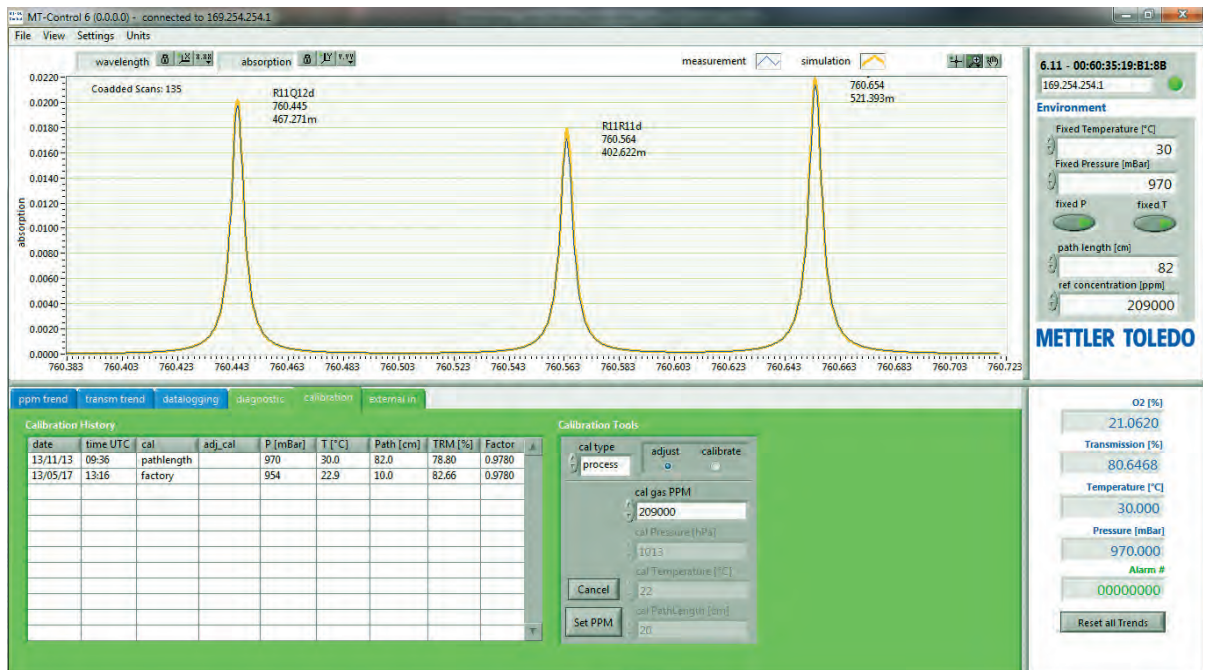 MT-Control 6 (0.0.0.0) - connected to 169.254.254.1
File View Settings Units
wavelength absorption measurement simulation
Coadded Scans: 135
R11Q12d
760.445
467.271m
R11R11d
760.564
402.622m
760.654
521.393m
absorption
0.0220
0.0200
0.0180
0.0160
0.0140
0.0120
0.0100
0.0080
0.0060
0.0040
0.0020
0.0000
760.383 760.403 760.423 760.443 760.463 760.483 760.503 760.523 760.543 760.563 760.583 760.603 760.623 760.643 760.663 760.683 760.703 760.723
6.11 - 00:60:35:19:B1:8B
169.254.254.1
Environment
Fixed Temperature [°C]
30
Fixed Pressure [mBar]
970
fixed P fixed T
path length [cm]
82
ref concentration [ppm]
209000
METTLER TOLEDO
ppm trend transm trend datalogging diagnostic calibration external in
Calibration History
date time UTC cal adj_cal P [mBar] T [°C] Path [cm] TRM [%] Factor
13/11/13 09:36 pathlength 970 30.0 82.0 78.80 0.9780
13/05/17 13:16 factory 954 22.9 10.0 82.66 0.9780
Calibration Tools
cal type adjust calibrate
process
cal gas PPM
209000
cal Pressure [hPa]
1013
cal Temperature [°C]
Cancel 22
cal PathLength [cm]
Set PPM 20
O2 [%]
21.0620
Transmission [%]
80.6468
Temperature [°C]
30.000
Pressure [mBar]
970.000
Alarm #
00000000
Reset all Trends